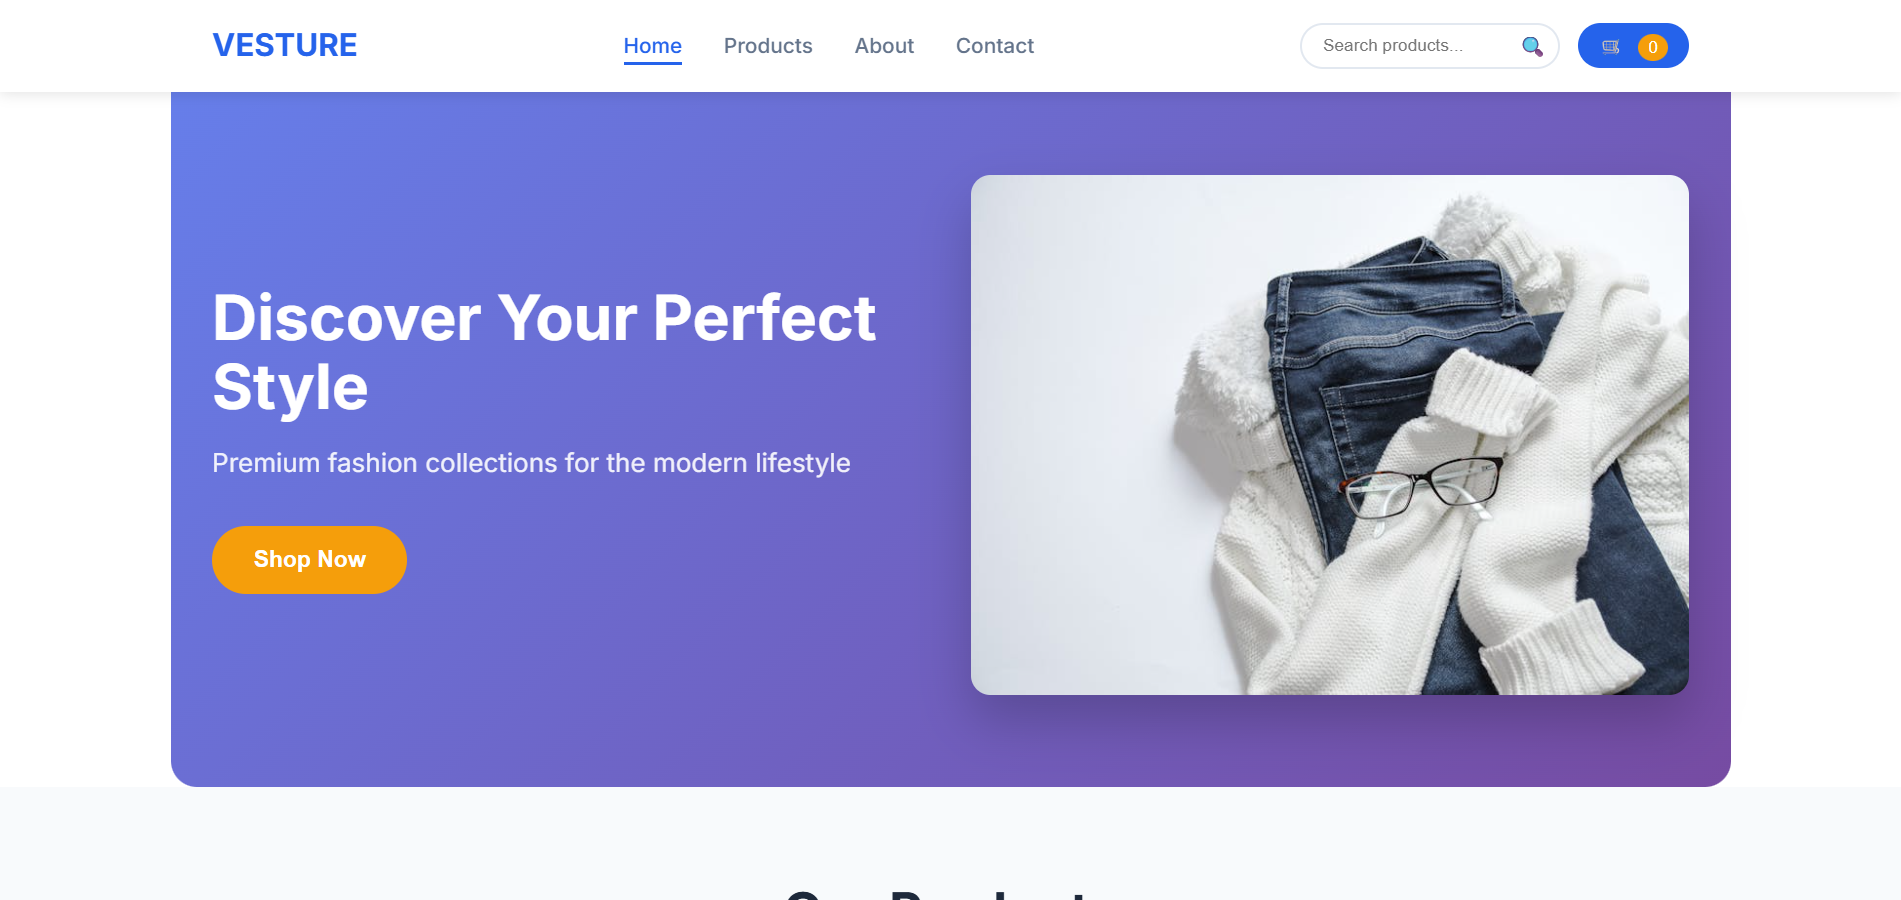 VESTURE
Home
Products
About
Contact
Search products...
0
Discover Your Perfect
Style
Premium fashion collections for the modern lifestyle
Shop Now